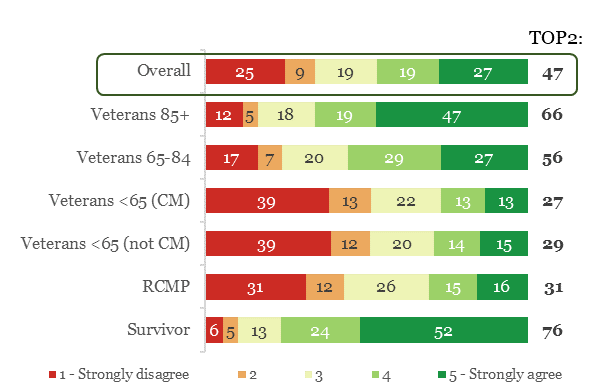 TOP2:
Overall 25 9 19 19 27 47
Veterans 85+ 12 5 18 19 47 66
Veterans 65-84 17 7 20 29 27 56
Veterans <65 (CM) 39 13 22 13 13 27
Veterans <65 (not CM) 39 12 20 14 15 29
RCMP 31 12 26 15 16 31
Survivor 6 5 13 24 52 76
1 - Strongly disagree 2 3 4 5 - Strongly agree